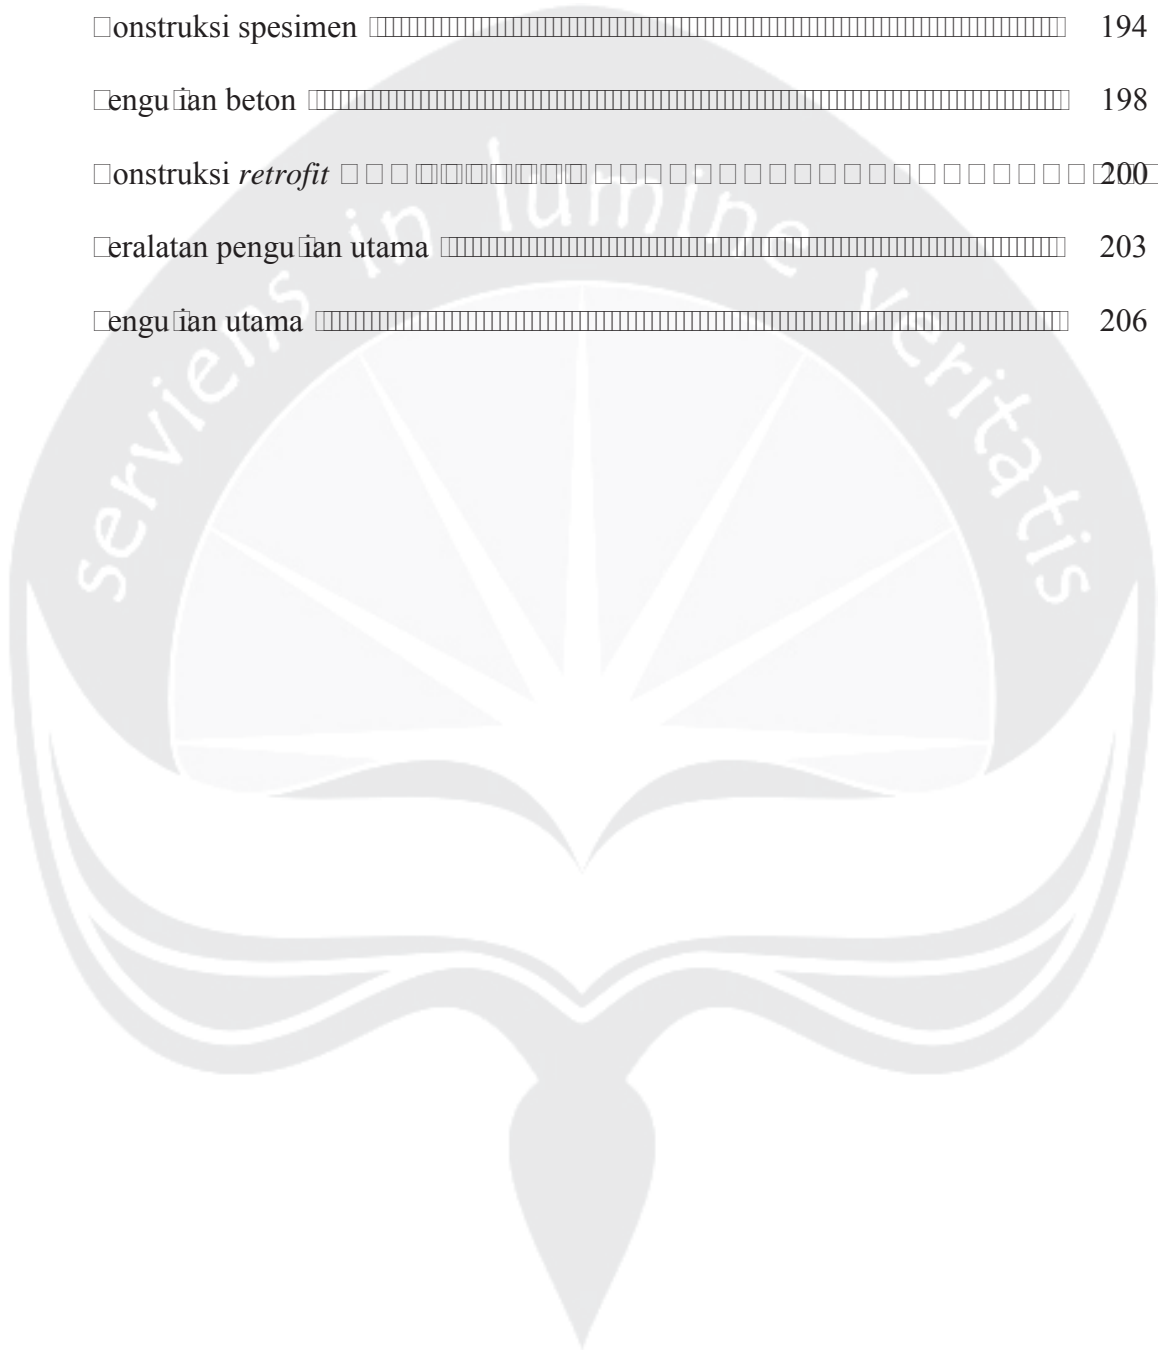 □onstruksi spesimen 194
□engu□ian beton 198
□onstruksi retrofit 200
□eralatan pengu□ian utama 203
□engu□ian utama 206
serviens in lumine veritatis